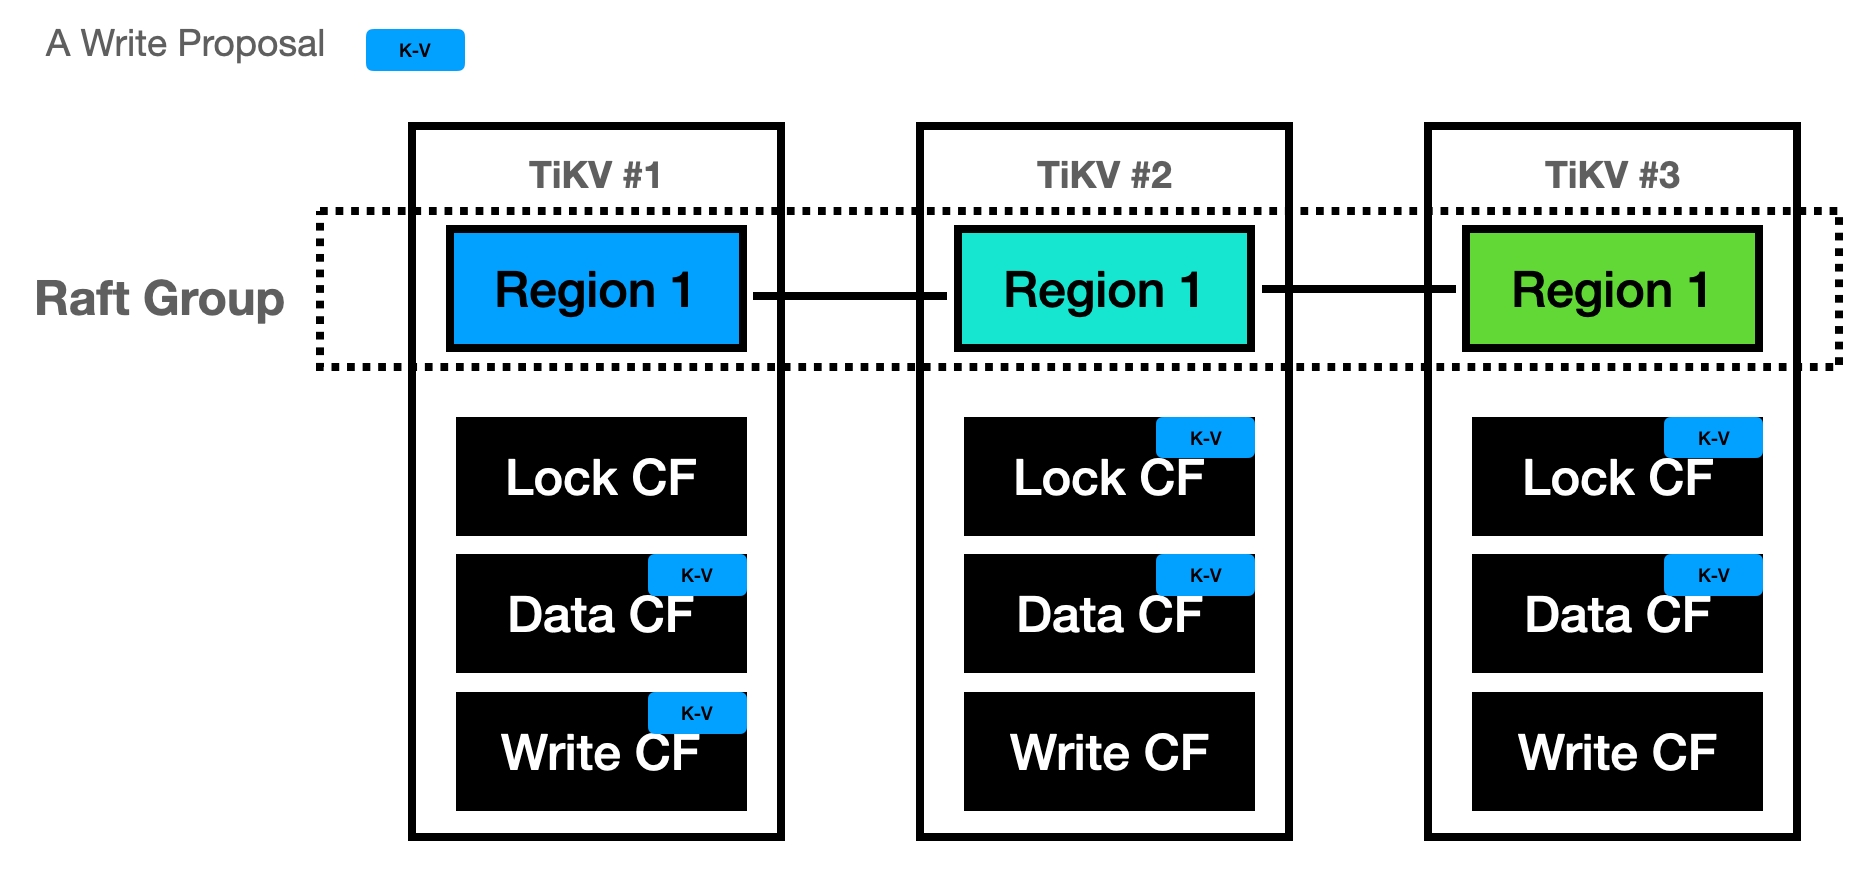 A Write Proposal K-V
TiKV #1 TiKV #2 TiKV #3
Raft Group Region 1 Region 1 Region 1
K-V K-V
Lock CF Lock CF Lock CF
K-V K-V K-V
Data CF Data CF Data CF
K-V
Write CF Write CF Write CF